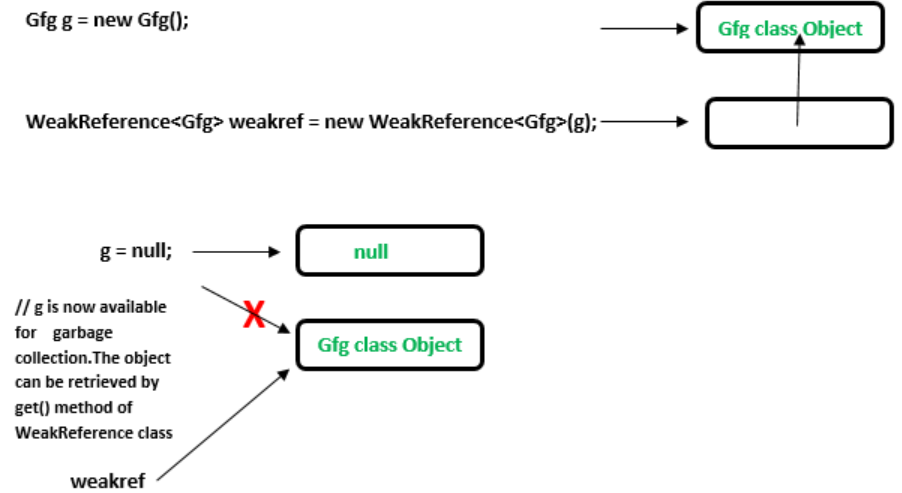 Gfg g = new Gfg();
Gfg class Object
WeakReference<Gfg> weakref = new WeakReference<Gfg>(g);
g = null;
null
X
// g is now available
for garbage
collection.The object
can be retrieved by
get() method of
WeakReference class
Gfg class Object
weakref